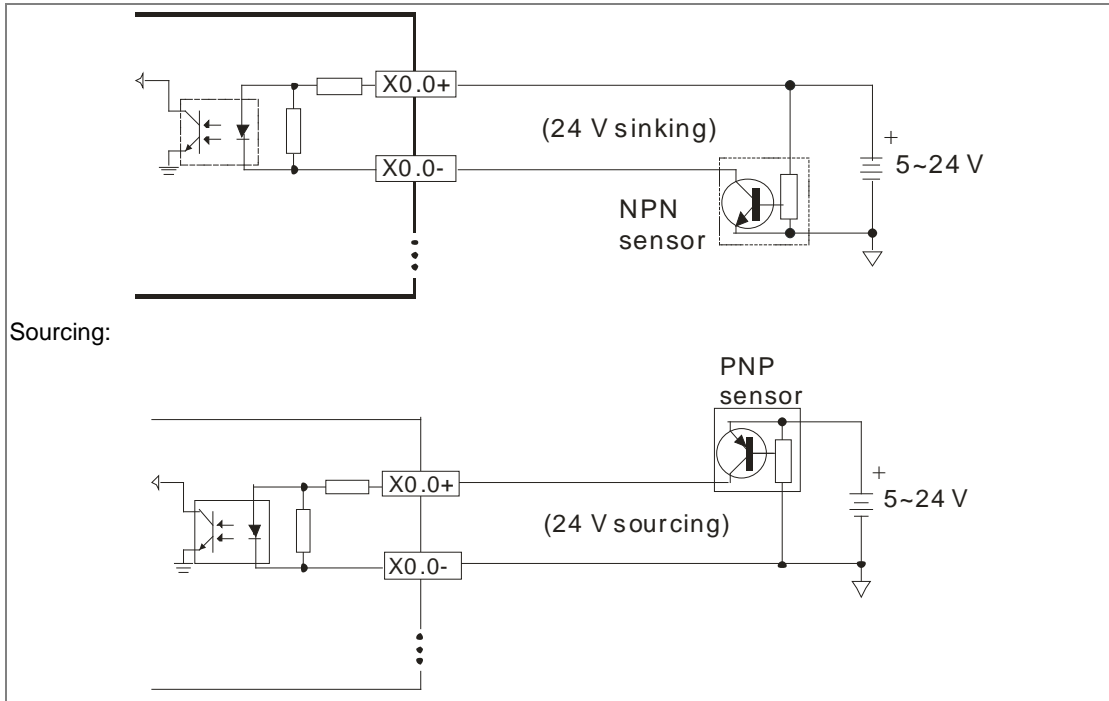 X0.0+
(24 V sinking)
+
5~24 V
X0.0-
NPN
sensor
Sourcing:
PNP
sensor
X0.0+
+
5~24 V
(24 V sourcing)
X0.0-